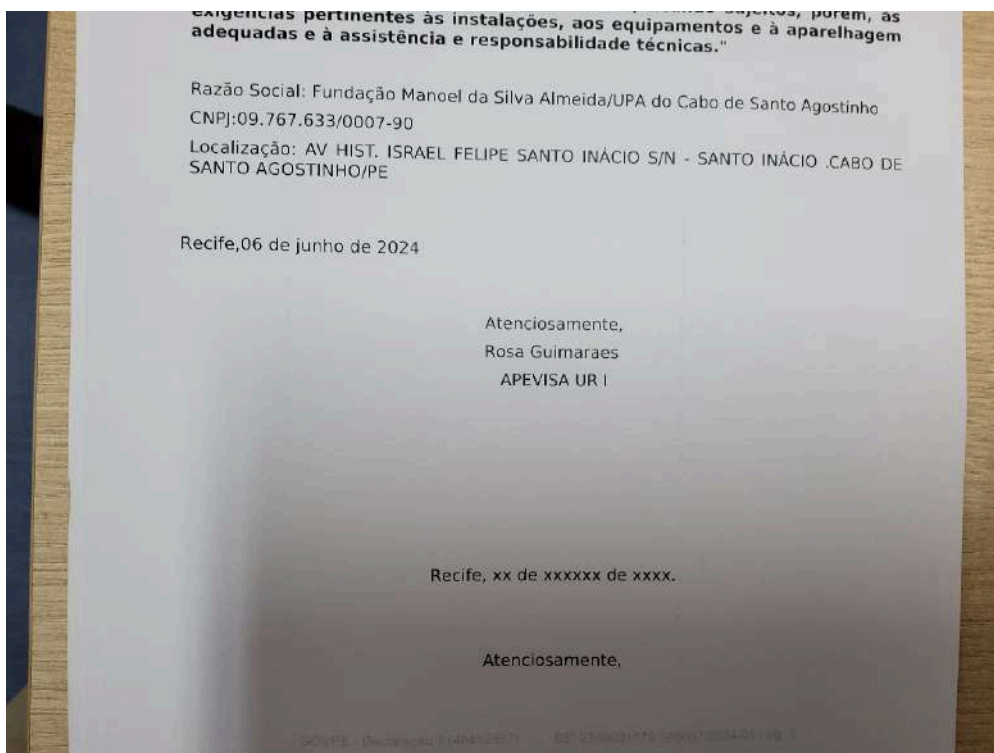 exigências pertinentes às instalações, aos equipamentos e à aparelhagem
adequadas e à assistência e responsabilidade técnicas."
Razão Social: Fundação Manoel da Silva Almeida/UPA do Cabo de Santo Agostinho
CNPJ:09.767.633/0007-90
Localização: AV HIST. ISRAEL FELIPE SANTO INÁCIO S/N - SANTO INÁCIO .CABO DE
SANTO AGOSTINHO/PE
Recife,06 de junho de 2024
Atenciosamente,
Rosa Guimaraes
APEVISA UR I
Recife, xx de xxxxxx de xxxx.
Atenciosamente,